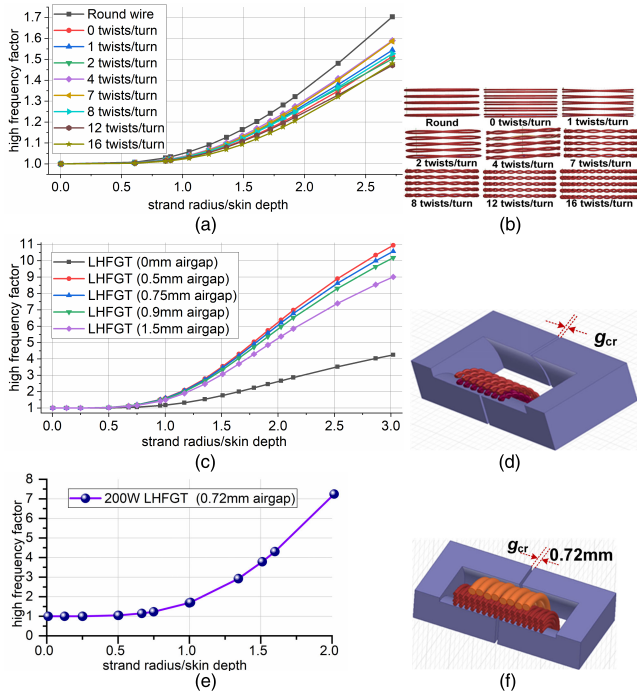 high frequency factor
1.7
1.6
1.5
1.4
1.3
1.2
1.1
1.0
Round wire
0 twists/turn
1 twists/turn
2 twists/turn
4 twists/turn
7 twists/turn
8 twists/turn
12 twists/turn
16 twists/turn
0.0 0.5 1.0 1.5 2.0 2.5
strand radius/skin depth
(a)
Round 0 twists/turn 1 twists/turn
2 twists/turn 4 twists/turn 7 twists/turn
8 twists/turn 12 twists/turn 16 twists/turn
(b)
high frequency factor
11
10
9
8
7
6
5
4
3
2
1
LHFGT (0mm airgap)
LHFGT (0.5mm airgap)
LHFGT (0.75mm airgap)
LHFGT (0.9mm airgap)
LHFGT (1.5mm airgap)
0.0 0.5 1.0 1.5 2.0 2.5 3.0
strand radius/skin depth
(c)
gcr
(d)
high frequency factor
8
7
6
5
4
3
2
1
0
200W LHFGT (0.72mm airgap)
0.0 0.5 1.0 1.5 2.0
strand radius/skin depth
(e)
gcr 0.72mm
(f)